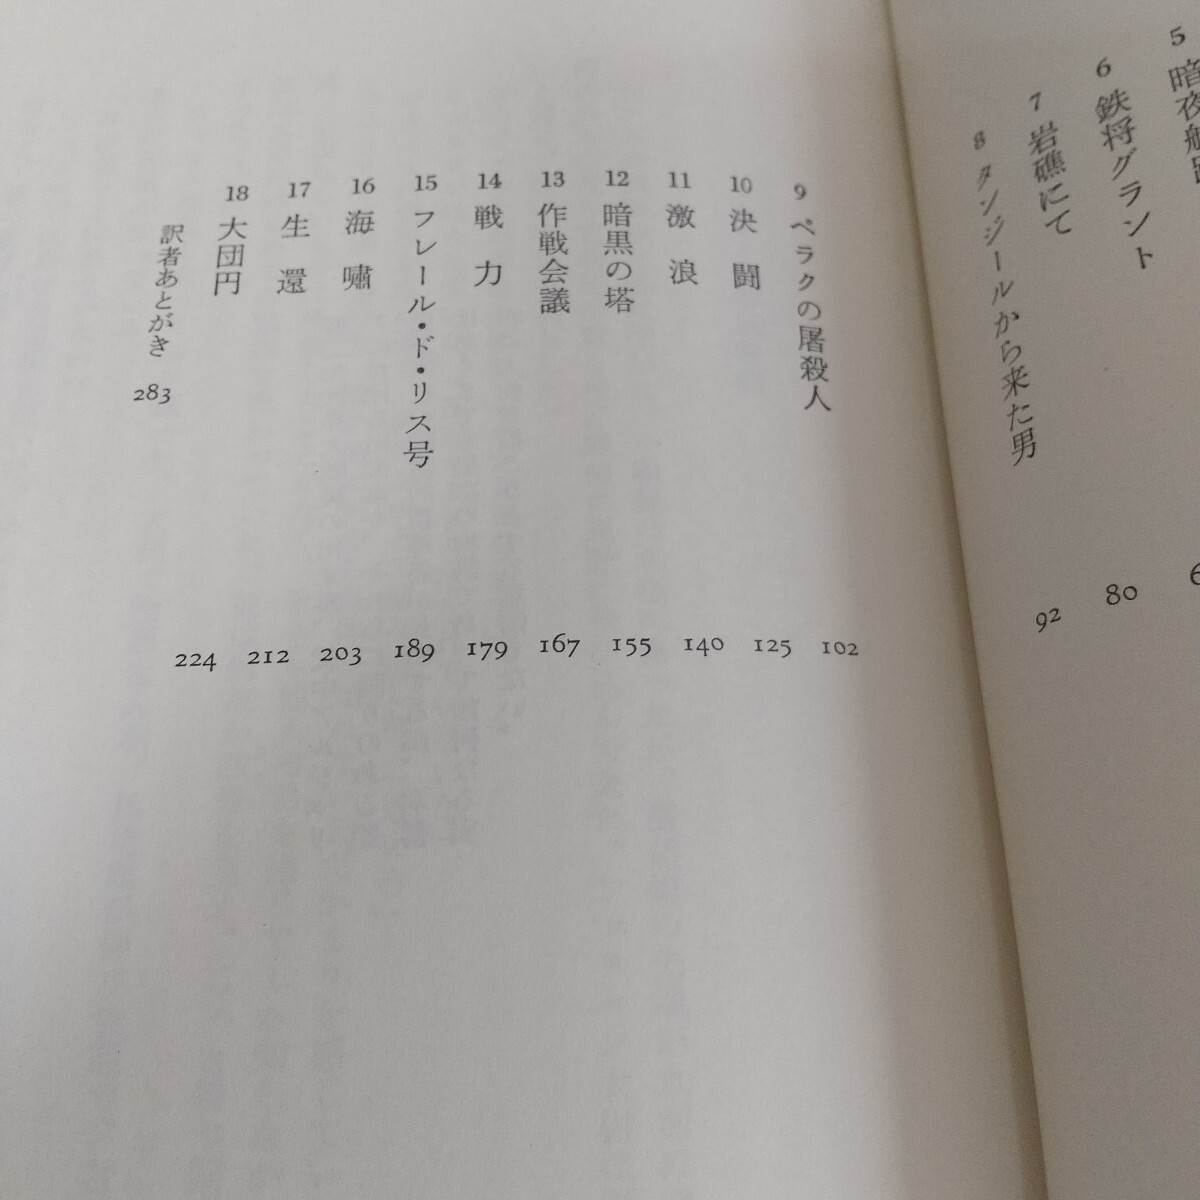 5 暗夜航路
6 鉄将グラント 80
7 岩礁にて 92
8 タンジールから来た男
9 ペラクの屠殺人 102
10 決闘 125
11 激浪 140
12 暗黒の塔 155
13 作戦会議 167
14 戦力 179
15 フレール・ド・リス号 189
16 海嘯 203
17 生還 212
18 大団円 224
訳者あとがき 283